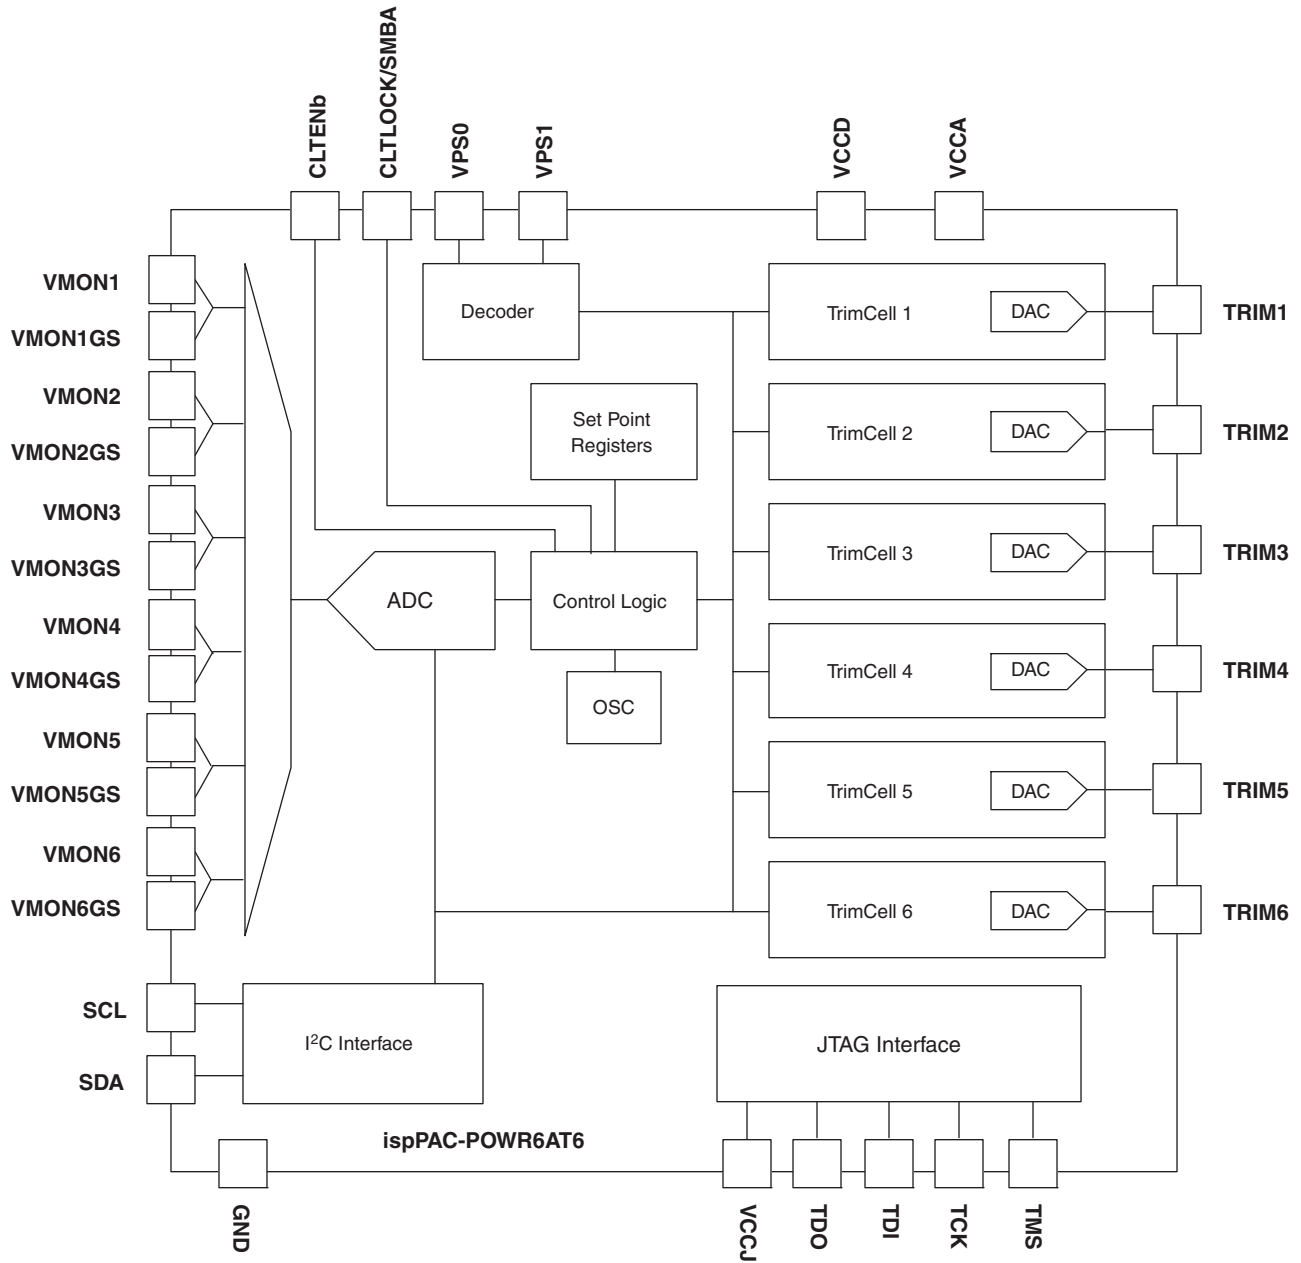 CLTENb
CLTLOCK/SMBA
VPS0
VPS1
VCCD
VCCA
VMON1
VMON1GS
VMON2
VMON2GS
VMON3
VMON3GS
VMON4
VMON4GS
VMON5
VMON5GS
VMON6
VMON6GS
SCL
SDA
Decoder
Set Point
Registers
ADC
Control Logic
OSC
I²C Interface
TrimCell 1
DAC
TrimCell 2
DAC
TrimCell 3
DAC
TrimCell 4
DAC
TrimCell 5
DAC
TrimCell 6
DAC
TRIM1
TRIM2
TRIM3
TRIM4
TRIM5
TRIM6
JTAG Interface
ispPAC-POWR6AT6
GND
VCCJ
TDO
TDI
TCK
TMS